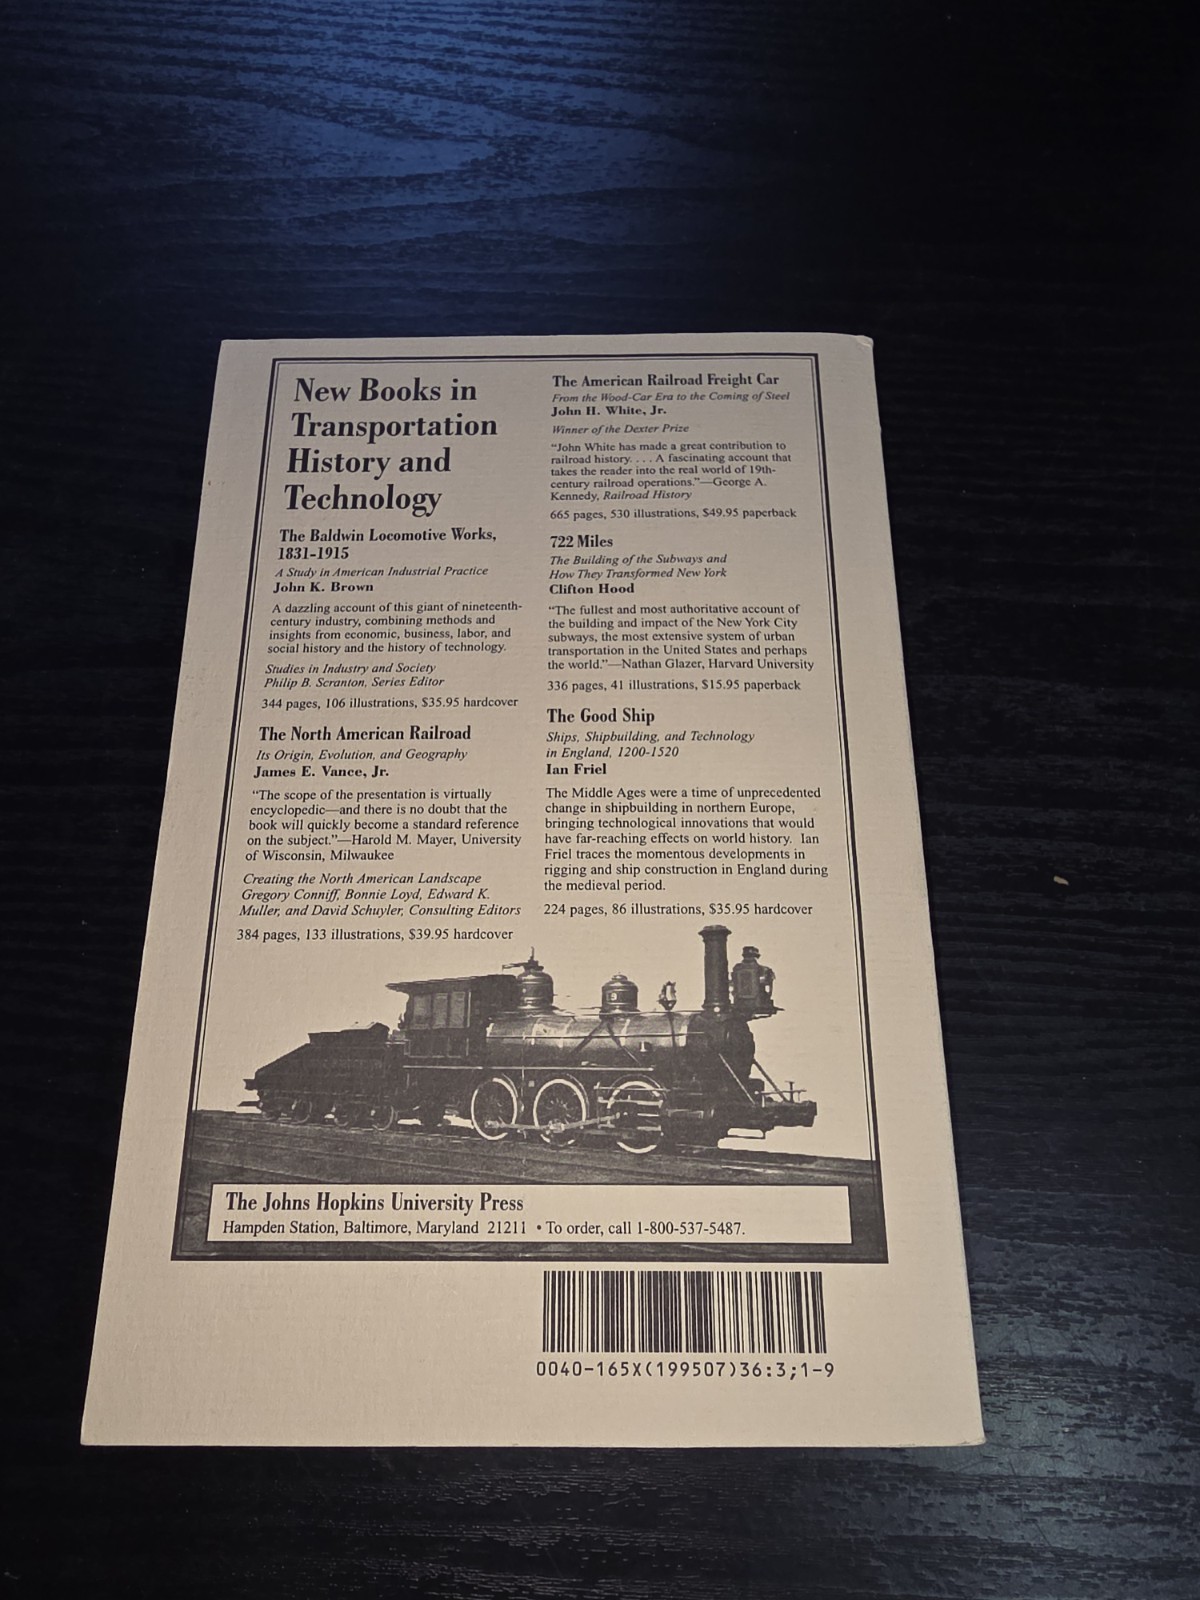 New Books in
Transportation
History and
Technology
The Baldwin Locomotive Works,
1831-1915
A Study in American Industrial Practice
John K. Brown
A dazzling account of this giant of nineteenth-
century industry, combining methods and
insights from economic, business, labor, and
social history and the history of technology.
Studies in Industry and Society
Philip B. Scranton, Series Editor
344 pages, 106 illustrations, $35.95 hardcover
The North American Railroad
Its Origin, Evolution, and Geography
James E. Vance, Jr.
“The scope of the presentation is virtually
encyclopedic—and there is no doubt that the
book will quickly become a standard reference
on the subject.”—Harold M. Mayer, University
of Wisconsin, Milwaukee
Creating the North American Landscape
Gregory Conniff, Bonnie Loyd, Edward K.
Muller, and David Schuyler, Consulting Editors
384 pages, 133 illustrations, $39.95 hardcover
The American Railroad Freight Car
From the Wood-Car Era to the Coming of Steel
John H. White, Jr.
Winner of the Dexter Prize
“John White has made a great contribution to
railroad history. . . . A fascinating account that
takes the reader into the real world of 19th-
century railroad operations.”—George A.
Kennedy, Railroad History
665 pages, 530 illustrations, $49.95 paperback
722 Miles
The Building of the Subways and
How They Transformed New York
Clifton Hood
“The fullest and most authoritative account of
the building and impact of the New York City
subways, the most extensive system of urban
transportation in the United States and perhaps
the world.”—Nathan Glazer, Harvard University
336 pages, 41 illustrations, $15.95 paperback
The Good Ship
Ships, Shipbuilding, and Technology
in England, 1200-1520
Ian Friel
The Middle Ages were a time of unprecedented
change in shipbuilding in northern Europe,
bringing technological innovations that would
have far-reaching effects on world history. Ian
Friel traces the momentous developments in
rigging and ship construction in England during
the medieval period.
224 pages, 86 illustrations, $35.95 hardcover
9
The Johns Hopkins University Press
Hampden Station, Baltimore, Maryland 21211 • To order, call 1-800-537-5487.
0040-165X(199507)36:3;1-9